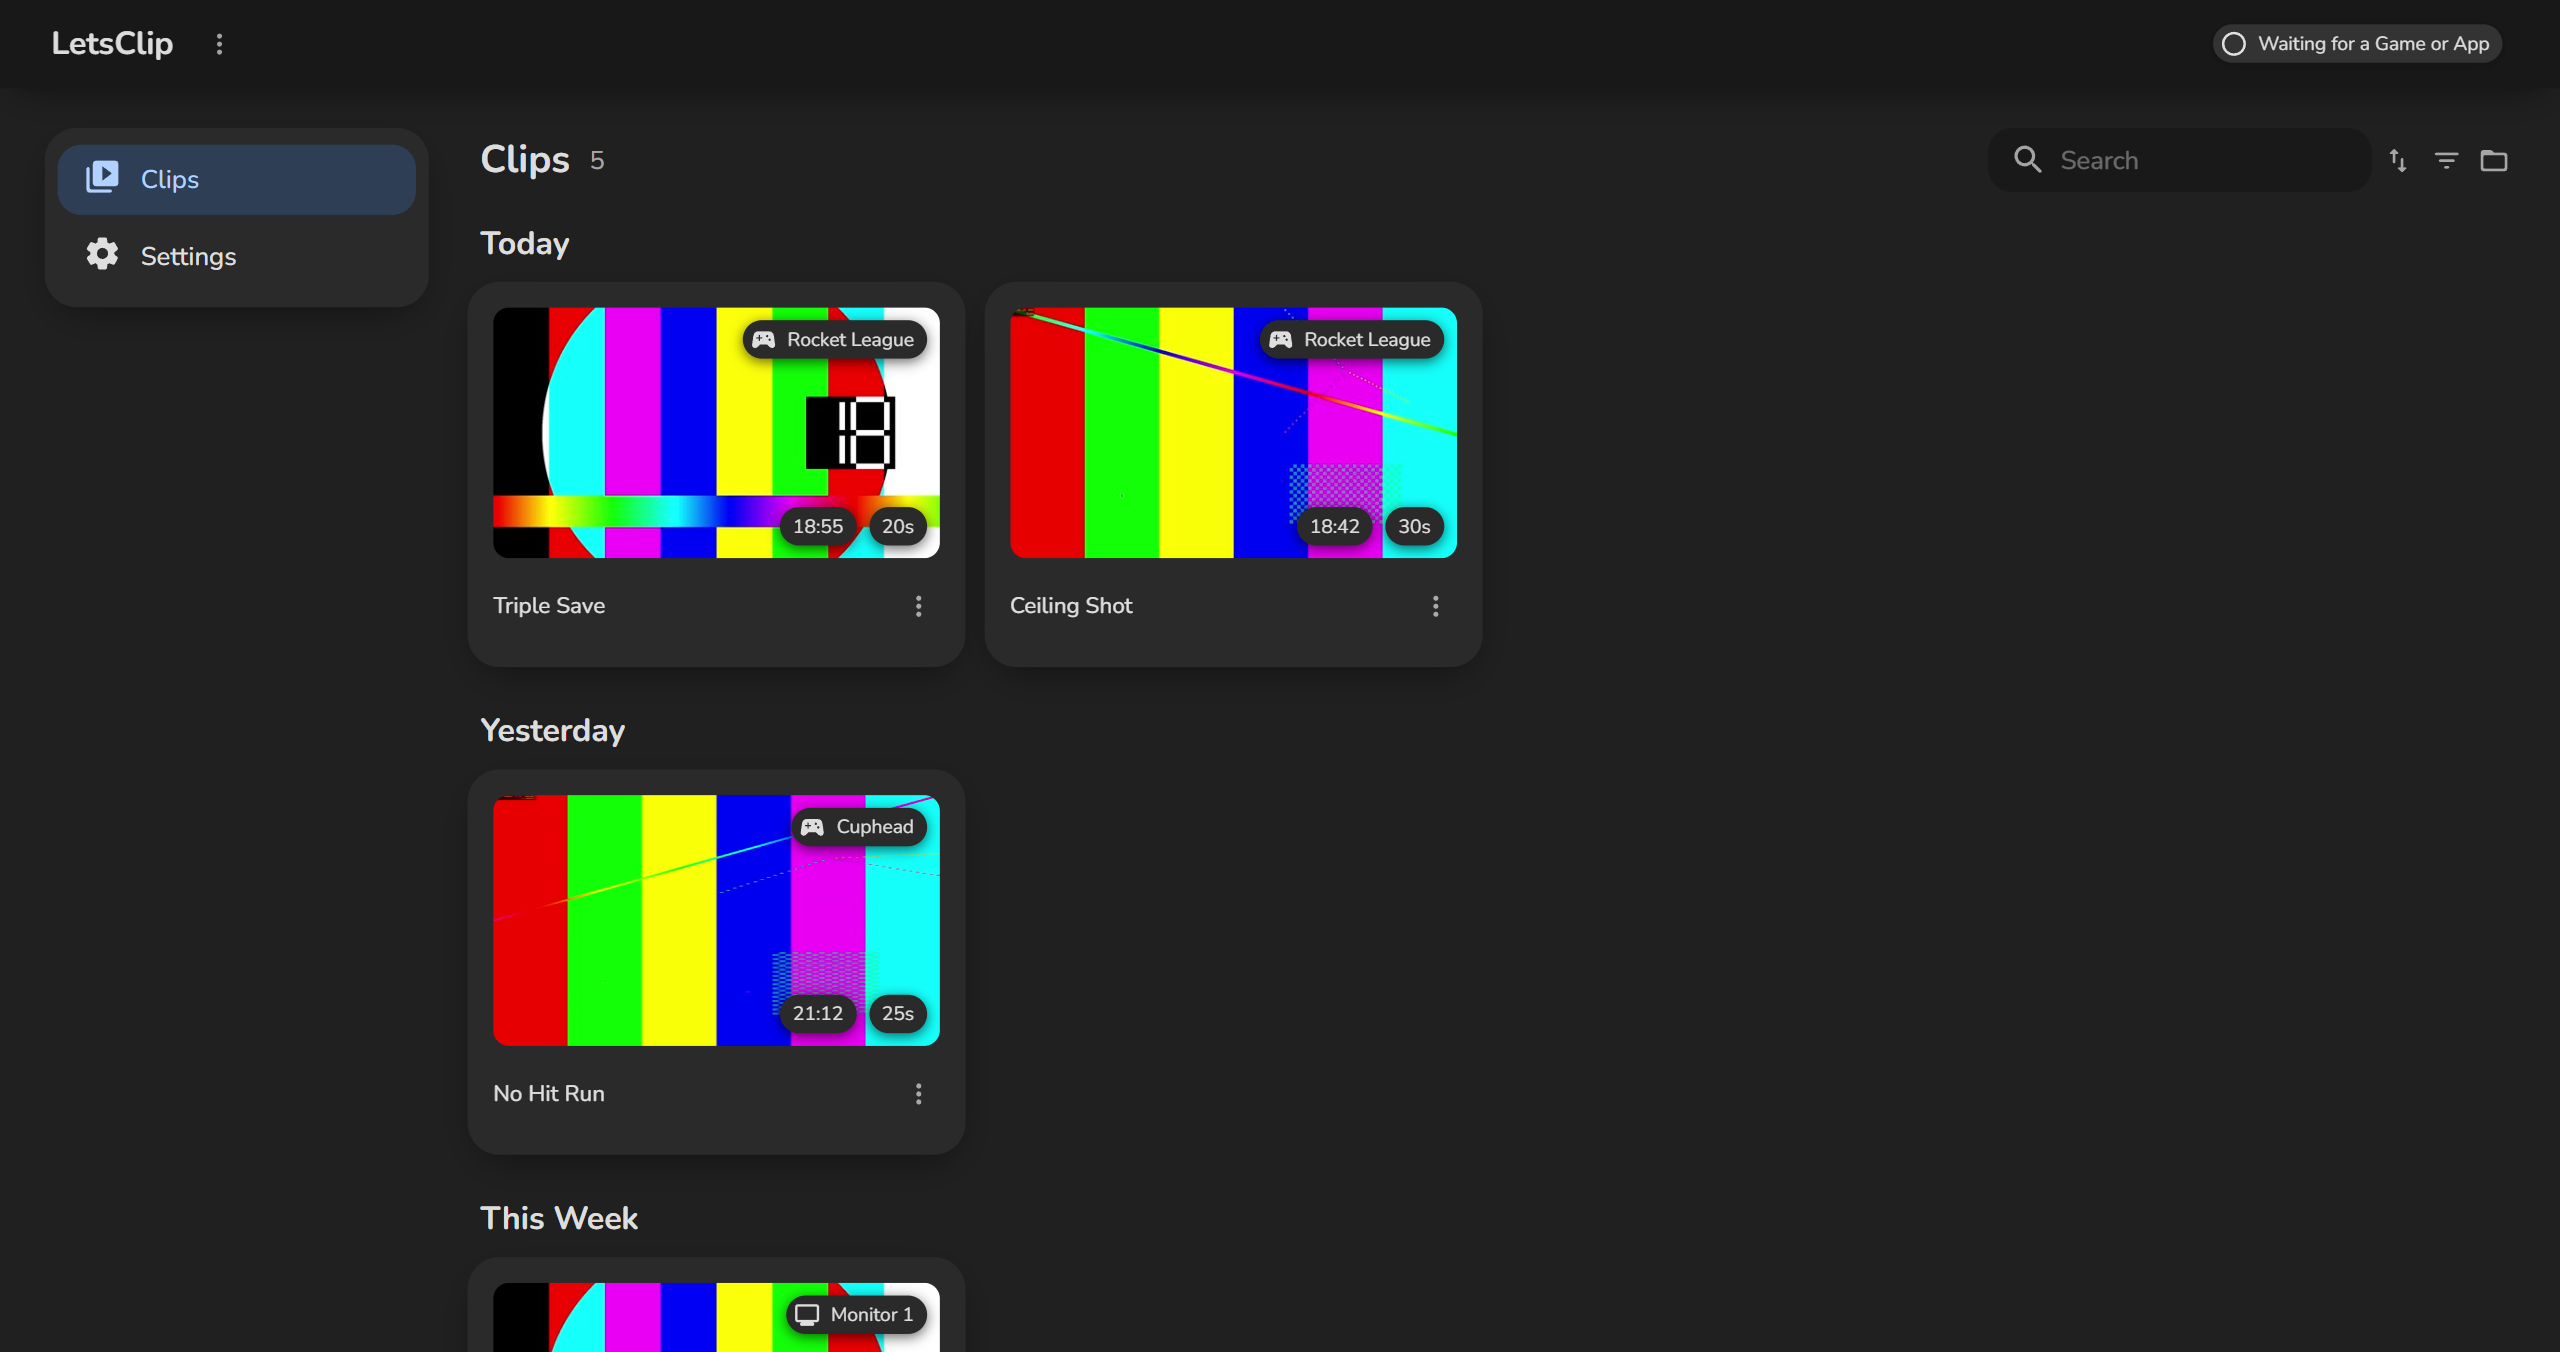 LetsClip
Waiting for a Game or App
Clips
Settings
Clips 5
Search
Today
Rocket League
18
18:55 20s
Triple Save
Rocket League
18:42 30s
Ceiling Shot
Yesterday
Cuphead
21:12 25s
No Hit Run
This Week
Monitor 1